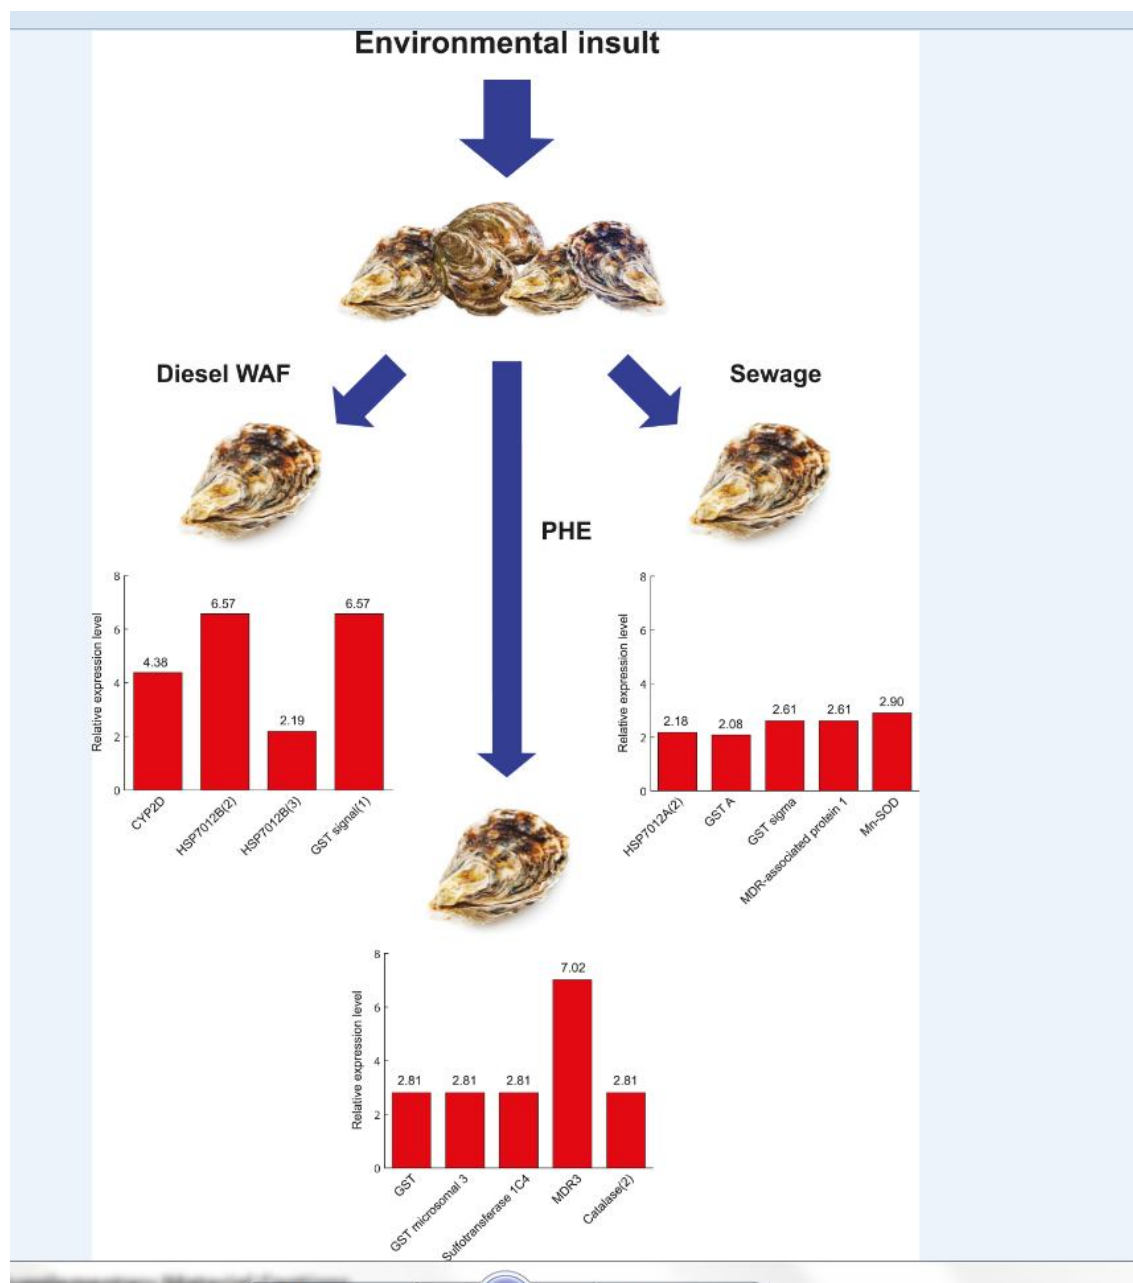 Environmental insult
Diesel WAF
Sewage
PHE
Relative expression level
8
6
4
2
0
4.38
6.57
2.19
6.57
CYP2D
HSP7012B(2)
HSP7012B(3)
GST signal(1)
Relative expression level
8
6
4
2
0
2.18
2.08
2.61
2.61
2.90
HSP7012A(2)
GST A
GST sigma
MDR-associated protein 1
Mn-SOD
Relative expression level
8
6
4
2
0
2.81
2.81
2.81
7.02
2.81
GST
GST microsomal 3
Sulfotransferase 1C4
MDR3
Catalase(2)